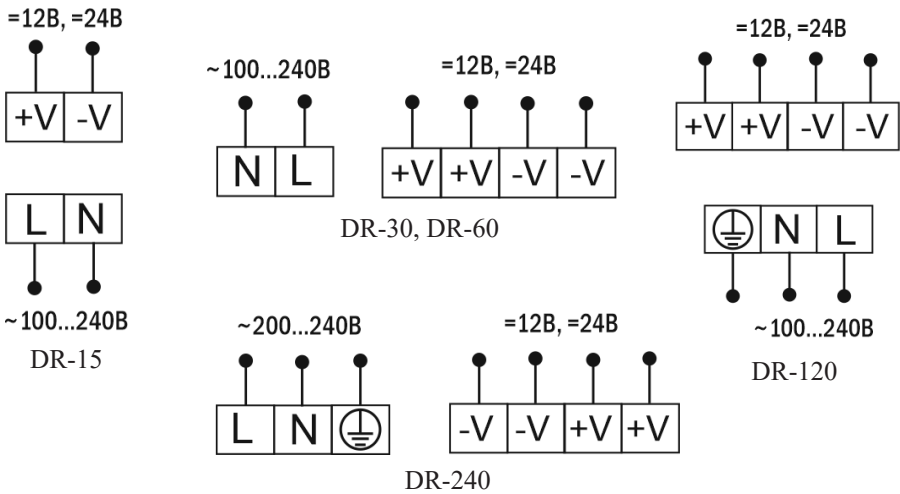 =12В, =24В
+V -V
L N
~100...240В
DR-15
~100...240В
N L
=12В, =24В
+V +V -V -V
DR-30, DR-60
=12В, =24В
+V +V -V -V
N L
~100...240В
DR-120
~200...240В
L N
=12В, =24В
-V -V +V +V
DR-240